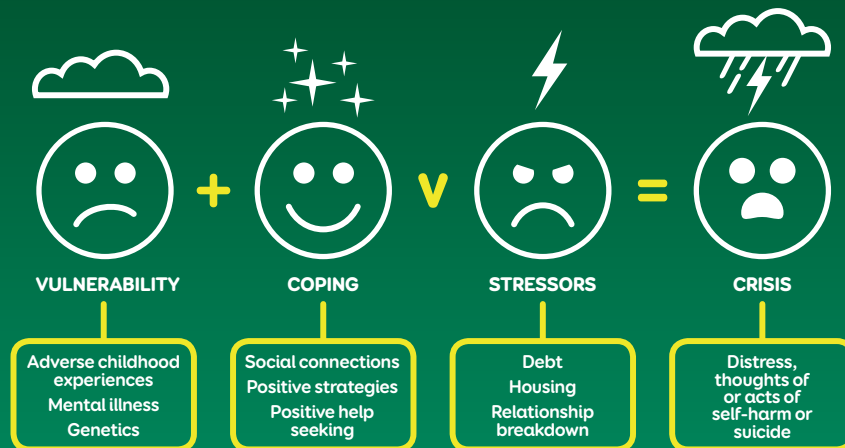 +
v
=
VULNERABILITY
COPING
STRESSORS
CRISIS
Adverse childhood
experiences
Mental illness
Genetics
Social connections
Positive strategies
Positive help
seeking
Debt
Housing
Relationship
breakdown
Distress,
thoughts of
or acts of
self-harm or
suicide